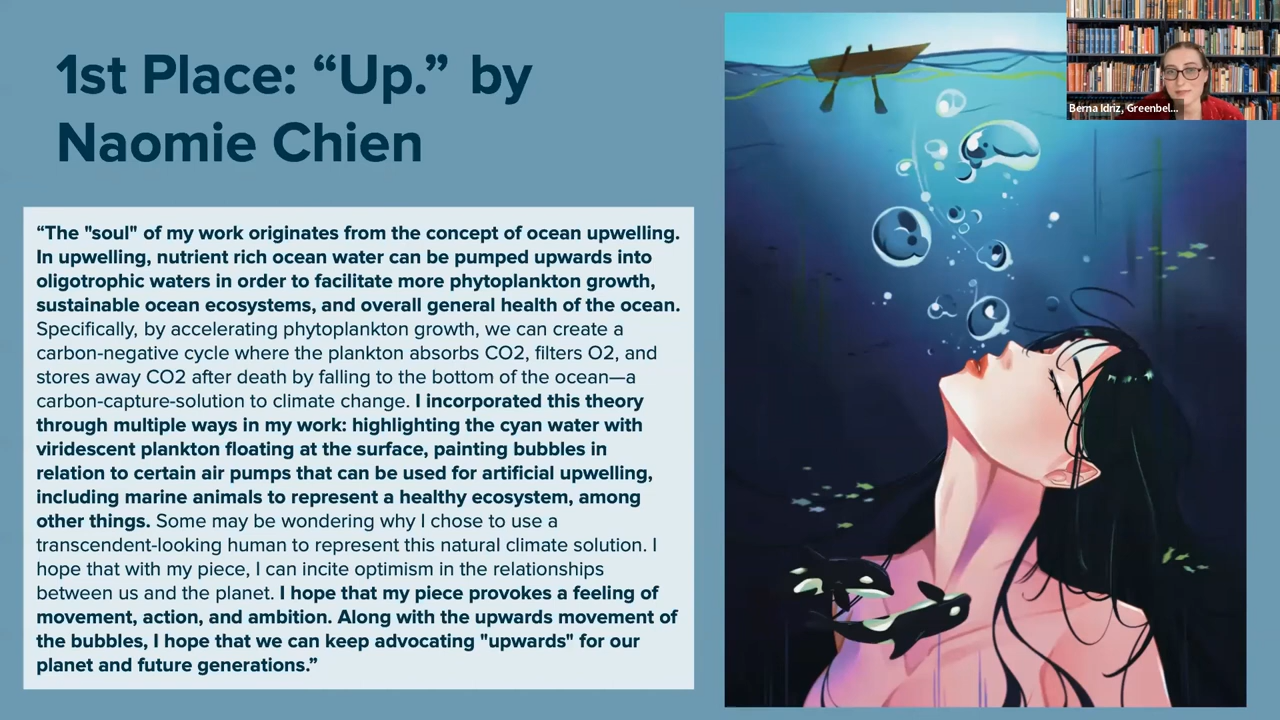 1st Place: “Up.” by
Naomie Chien
“The "soul" of my work originates from the concept of ocean upwelling.
In upwelling, nutrient rich ocean water can be pumped upwards into
oligotrophic waters in order to facilitate more phytoplankton growth,
sustainable ocean ecosystems, and overall general health of the ocean.
Specifically, by accelerating phytoplankton growth, we can create a
carbon-negative cycle where the plankton absorbs CO2, filters O2, and
stores away CO2 after death by falling to the bottom of the ocean—a
carbon-capture-solution to climate change. I incorporated this theory
through multiple ways in my work: highlighting the cyan water with
viridescent plankton floating at the surface, painting bubbles in
relation to certain air pumps that can be used for artificial upwelling,
including marine animals to represent a healthy ecosystem, among
other things. Some may be wondering why I chose to use a
transcendent-looking human to represent this natural climate solution. I
hope that with my piece, I can incite optimism in the relationships
between us and the planet. I hope that my piece provokes a feeling of
movement, action, and ambition. Along with the upwards movement of
the bubbles, I hope that we can keep advocating "upwards" for our
planet and future generations.”
Berna Idriz, Greenbel...